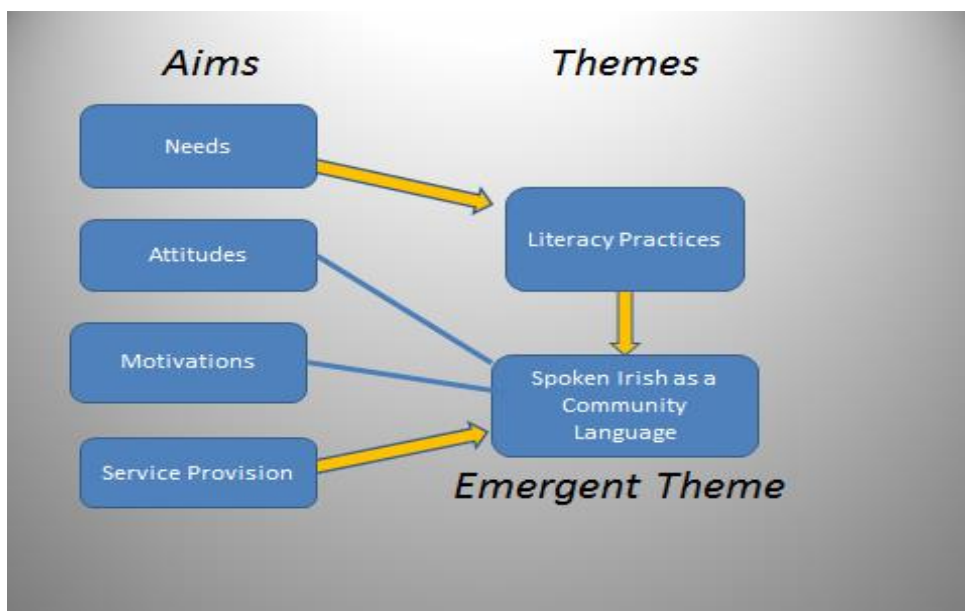 Aims
Themes
Needs
Attitudes
Motivations
Service Provision
Literacy Practices
Spoken Irish as a
Community
Language
Emergent Theme